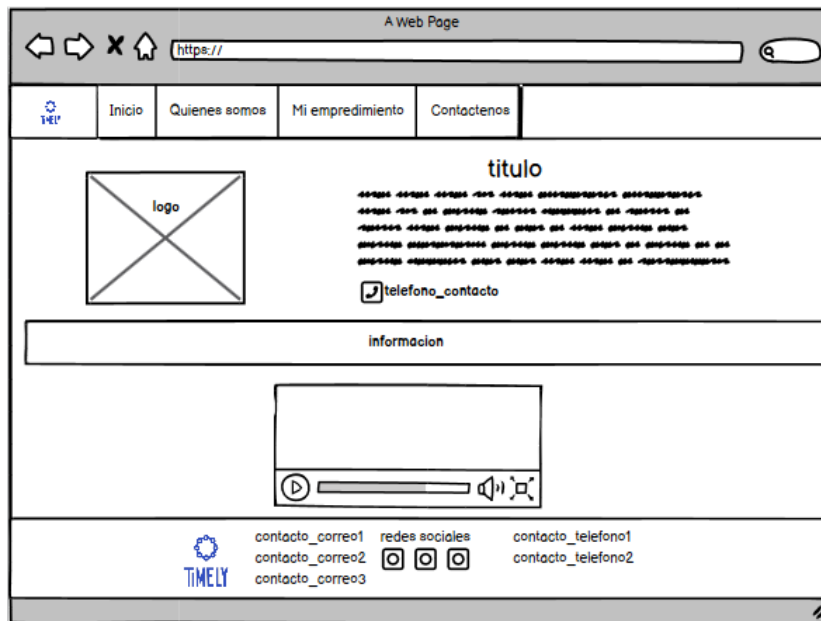 A Web Page
https://
TiMELY
Inicio
Quienes somos
Mi empredimiento
Contactenos
logo
titulo
telefono_contacto
informacion
contacto_correo1 redes sociales contacto_telefono1
contacto_correo2 contacto_telefono2
TiMELY contacto_correo3